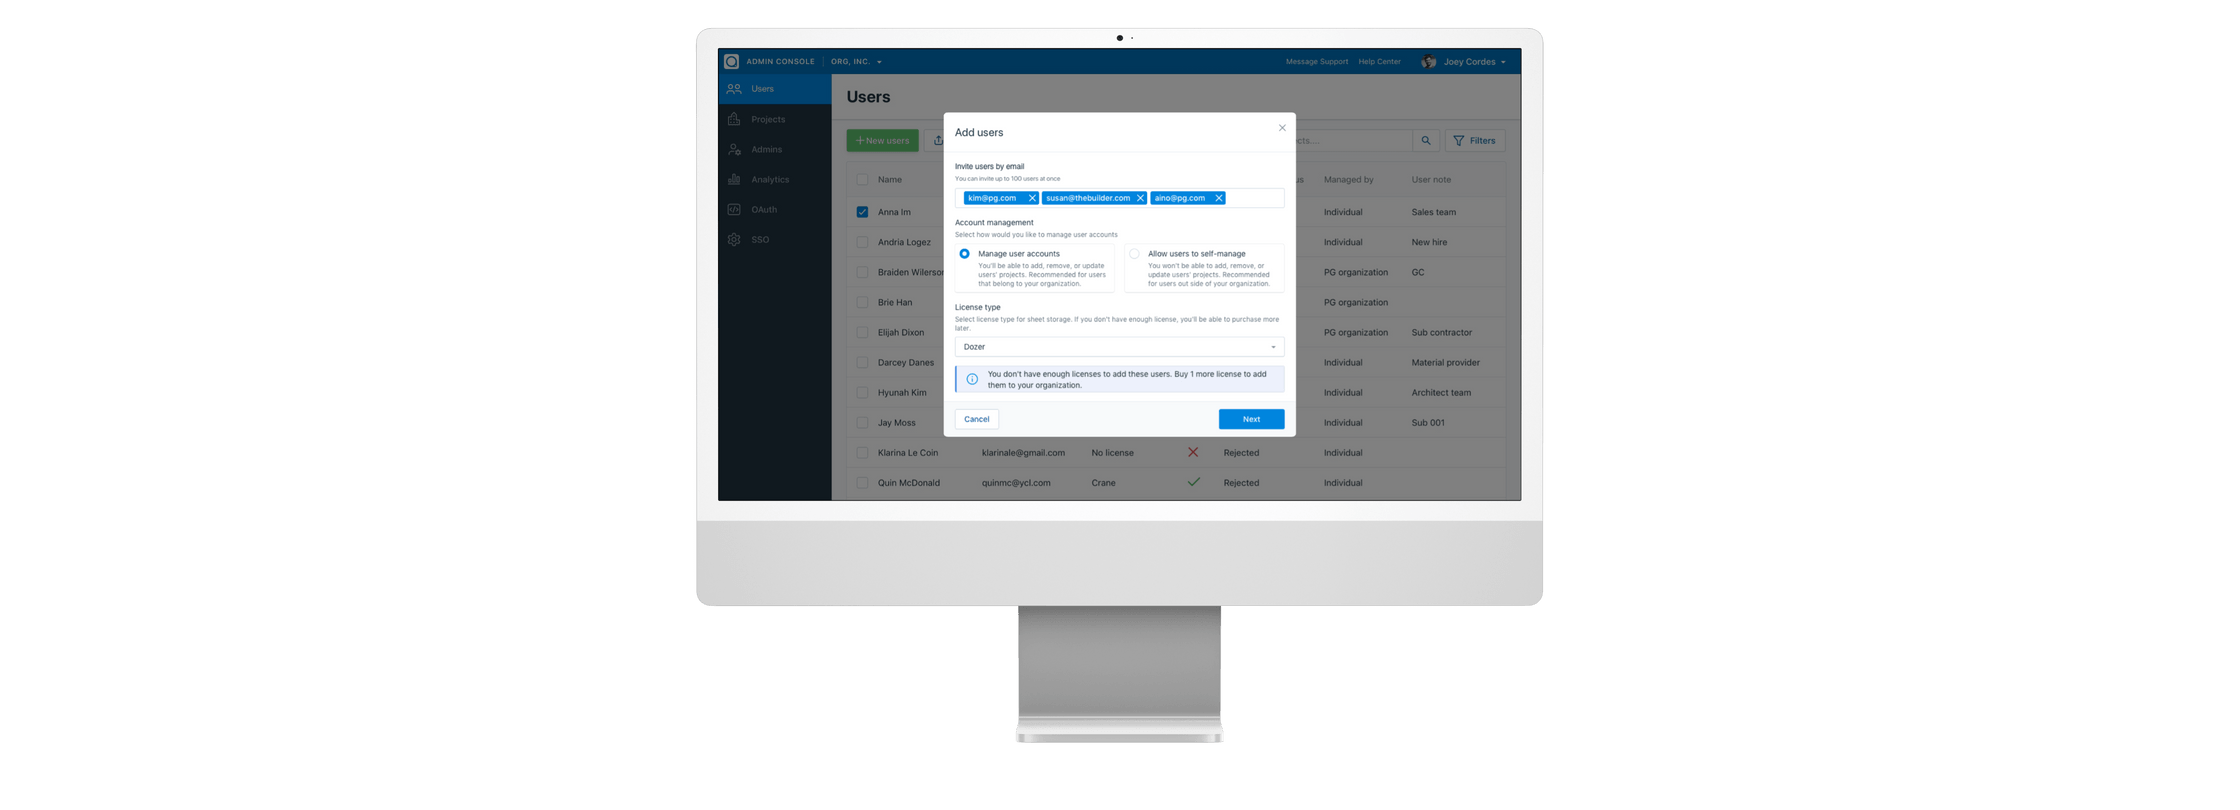 ADMIN CONSOLE ORG, INC. Message Support Help Center Joey Cordes
Users
Projects
Admins
Analytics
OAuth
SSO
Users
+ New users
Filters
Name Managed by User note
Anna Im Individual Sales team
Andria Logez Individual New hire
PG organization GC
Brie Han PG organization
Elijah Dixon PG organization Sub contractor
Darcey Danes Individual Material provider
Hyunah Kim Individual Architect team
Jay Moss Individual Sub 001
Klarina Le Coin klarinale@gmail.com No license Rejected Individual
Quin McDonald quinmc@ycl.com Crane Rejected Individual
Add users
Invite users by email
You can invite up to 100 users at once
kim@pg.com susan@thebuilder.com aino@pg.com
Account management
Select how would you like to manage user accounts
Manage user accounts
You'll be able to add, remove, or update
users' projects. Recommended for users
that belong to your organization.
Allow users to self-manage
You won't be able to add, remove, or
update users' projects. Recommended
for users out side of your organization.
License type
Select license type for sheet storage. If you don't have enough license, you'll be able to purchase more
later.
Dozer
You don't have enough licenses to add these users. Buy 1 more license to add
them to your organization.
Cancel Next